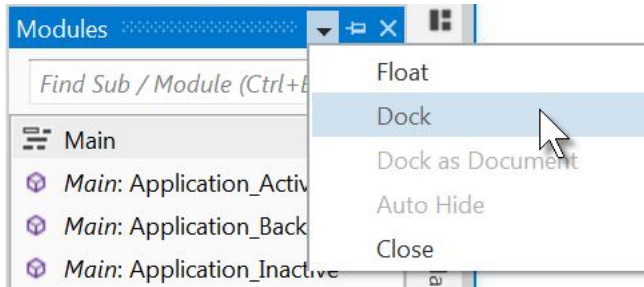 Modules
Find Sub / Module (Ctrl+E
Main
Main: Application_Activ
Main: Application_Back
Main: Application_Inactive
Float
Dock
Dock as Document
Auto Hide
Close